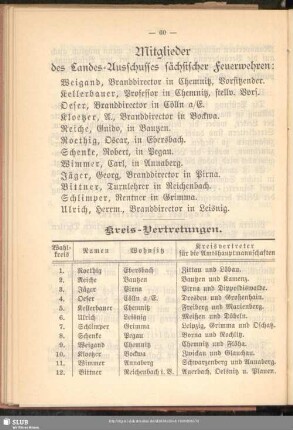 — 60 —
Mitglieder
des Landes-Ausschusses sächsischer Feuerwehren:
Weigand, Branddirector in Chemnitz, Vorsitzender.
Kellerbauer, Professor in Chemnitz, stellv. Vors.
Oeser, Branddirector in Cölln a/E.
Kloetzer, A., Branddirector in Bockwa.
Reiche, Guido, in Bautzen.
Roethig, Oscar, in Ebersbach.
Schenke, Robert, in Pegau.
Wimmer, Carl, in Annaberg.
Jäger, Georg, Branddirector in Pirna.
Bittner, Turnlehrer in Reichenbach.
Schlimper, Rentner in Grimma.
Ulrich, Herrm., Branddirector in Leisnig.
Kreis-Vertretungen.
Wahlkreis Namen Wohnsitz Kreisvertreter für die Amtshauptmannschaften
1. Roethig Ebersbach Zittau und Löbau.
2. Reiche Bautzen Bautzen und Kamenz.
3. Jäger Pirna Pirna und Dippoldiswalde.
4. Oeser Cölln a/E. Dresden und Großenhain.
5. Kellerbauer Chemnitz Freiberg und Marienberg.
6. Ulrich Leisnig Meißen und Döbeln.
7. Schlimper Grimma Leipzig, Grimma und Oschatz.
8. Schenke Pegau Borna und Rochlitz.
9. Weigand Chemnitz Chemnitz und Flöha.
10. Kloetzer Bockwa Zwickau und Glauchau.
11. Wimmer Annaberg Schwarzenberg und Annaberg.
12. Bittner Reichenbach i. V. Auerbach, Oelsnitz u. Plauen.
SLUB